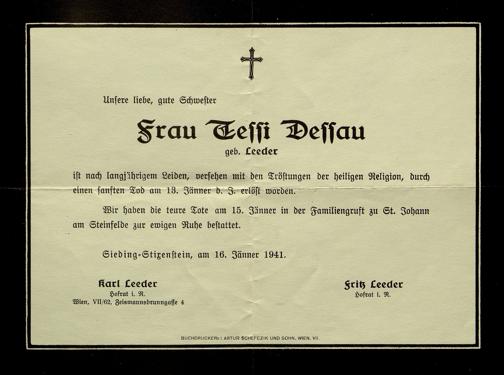 Unsere liebe, gute Schwester
Frau Tessi Dessau
geb. Leeder
ist nach langjährigem Leiden, versehen mit den Tröstungen der heiligen Religion, durch
einen sanften Tod am 13. Jänner d. J. erlöst worden.
Wir haben die teure Tote am 15. Jänner in der Familiengruft zu St. Johann
am Steinfelde zur ewigen Ruhe bestattet.
Sieding-Stixenstein, am 16. Jänner 1941.
Karl Leeder
Hofrat i. R.
Wien, VII/62, Zeismannsbrunngasse 4
Fritz Leeder
Hofrat i. R.
BUCHDRUCKEREI ARTUR SCHEFEZIK UND SOHN, WIEN, VII.